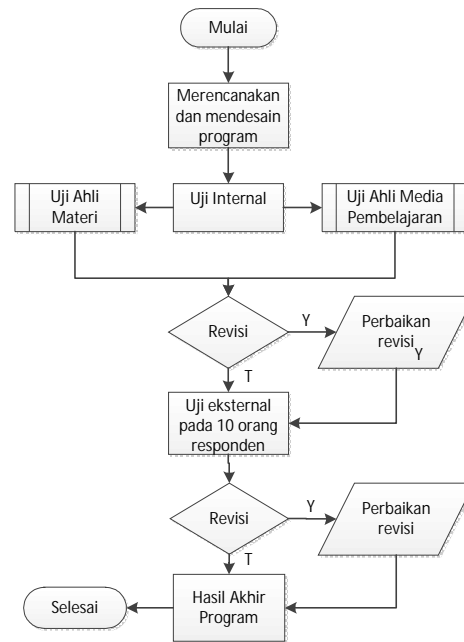 Mulai
Merencanakan
dan mendesain
program
Uji Ahli
Materi
Uji Internal
Uji Ahli Media
Pembelajaran
Revisi
Y
Perbaikan
revisi
Y
T
Uji eksternal
pada 10 orang
responden
Revisi
Y
Perbaikan
revisi
T
Selesai
Hasil Akhir
Program